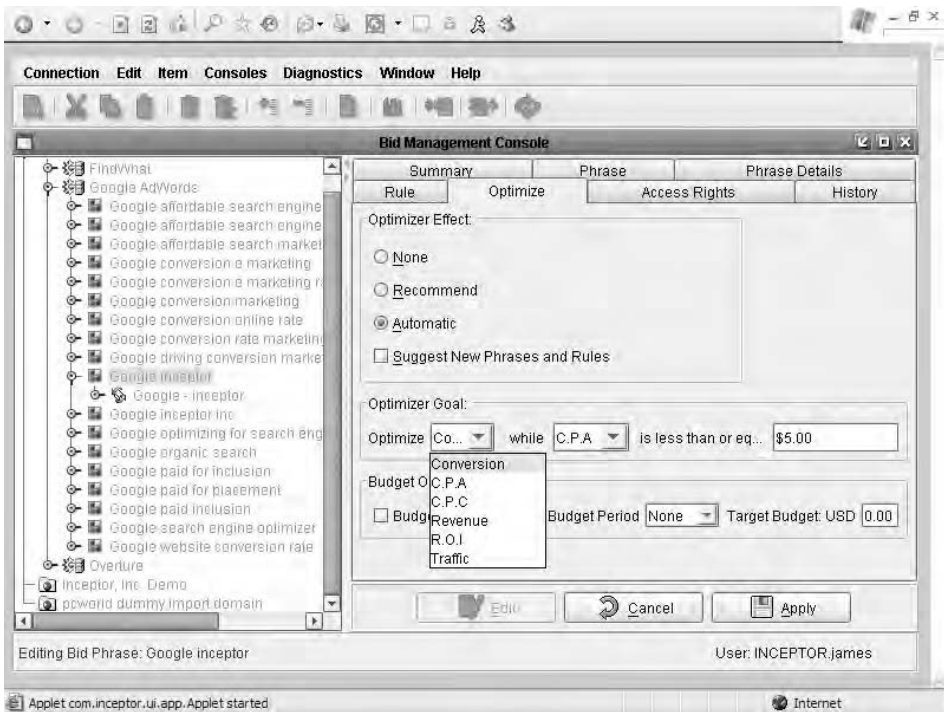 Connection Edit Item Consoles Diagnostics Window Help
Bid Management Console
FindWhat
Google AdWords
Google affordable search engine
Google affordable search engine
Google affordable search market
Google conversion e marketing
Google conversion e marketing r
Google conversion marketing
Google conversion online rate
Google conversion rate marketin
Google driving conversion marke
Google inceptor
Google - inceptor
Google inceptor inc
Google optimizing for search eng
Google organic search
Google paid for inclusion
Google paid for placement
Google paid inclusion
Google search engine optimizer
Google website conversion rate
Overture
Inceptor, Inc. Demo
pcworld dummy import domain
Summary Phrase Phrase Details
Rule Optimize Access Rights History
Optimizer Effect:
None
Recommend
Automatic
Suggest New Phrases and Rules
Optimizer Goal:
Optimize Co... while C.P.A is less than or eq... $5.00
Conversion
C.P.A
C.P.C
Revenue
R.O.I
Traffic
Budget O
Budg Budget Period None Target Budget: USD 0.00
Edit Cancel Apply
Editing Bid Phrase: Google inceptor User: INCEPTOR.james
Applet com.inceptor.ui.app.Applet started Internet